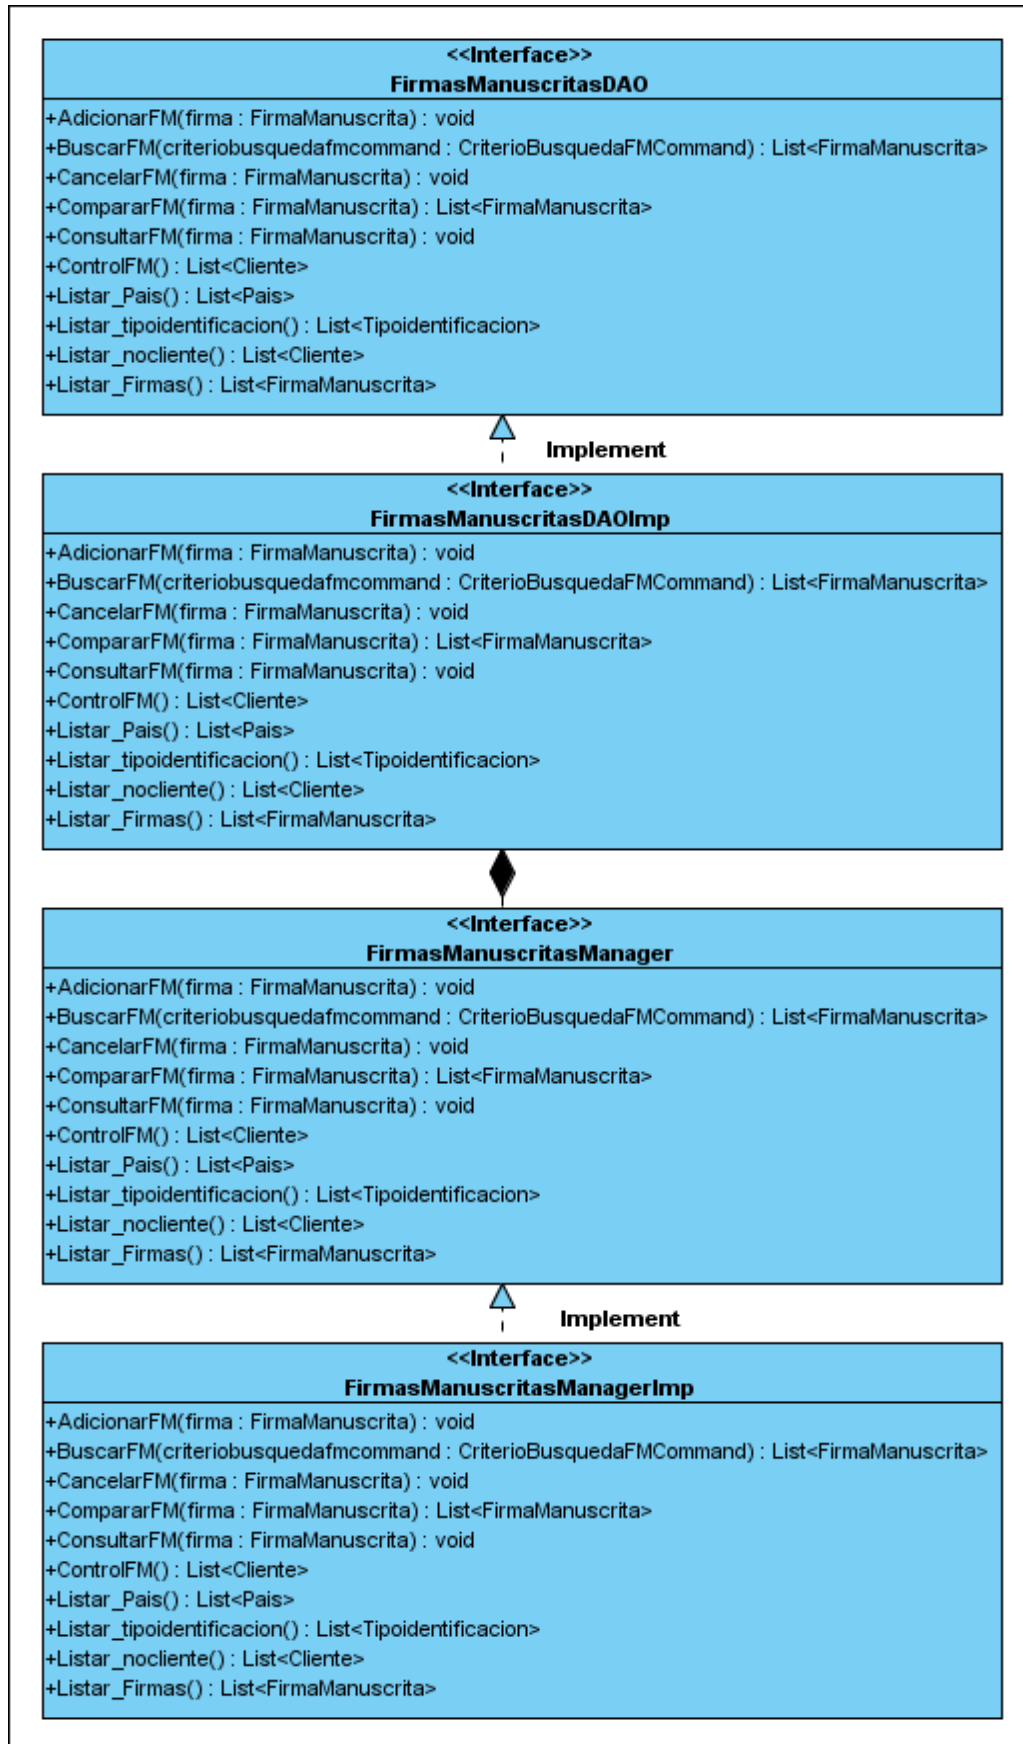 <<Interface>>
FirmasManuscritasDAO
+AdicionarFM(firma : FirmaManuscrita) : void
+BuscarFM(criteriobusquedafmcommand : CriterioBusquedaFMCommand) : List<FirmaManuscrita>
+CancelarFM(firma : FirmaManuscrita) : void
+CompararFM(firma : FirmaManuscrita) : List<FirmaManuscrita>
+ConsultarFM(firma : FirmaManuscrita) : void
+ControlFM() : List<Cliente>
+Listar_Pais() : List<Pais>
+Listar_tipoidentificacion() : List<Tipoidentificacion>
+Listar_nocliente() : List<Cliente>
+Listar_Firmas() : List<FirmaManuscrita>
Implement
<<Interface>>
FirmasManuscritasDAOImp
+AdicionarFM(firma : FirmaManuscrita) : void
+BuscarFM(criteriobusquedafmcommand : CriterioBusquedaFMCommand) : List<FirmaManuscrita>
+CancelarFM(firma : FirmaManuscrita) : void
+CompararFM(firma : FirmaManuscrita) : List<FirmaManuscrita>
+ConsultarFM(firma : FirmaManuscrita) : void
+ControlFM() : List<Cliente>
+Listar_Pais() : List<Pais>
+Listar_tipoidentificacion() : List<Tipoidentificacion>
+Listar_nocliente() : List<Cliente>
+Listar_Firmas() : List<FirmaManuscrita>
<<Interface>>
FirmasManuscritasManager
+AdicionarFM(firma : FirmaManuscrita) : void
+BuscarFM(criteriobusquedafmcommand : CriterioBusquedaFMCommand) : List<FirmaManuscrita>
+CancelarFM(firma : FirmaManuscrita) : void
+CompararFM(firma : FirmaManuscrita) : List<FirmaManuscrita>
+ConsultarFM(firma : FirmaManuscrita) : void
+ControlFM() : List<Cliente>
+Listar_Pais() : List<Pais>
+Listar_tipoidentificacion() : List<Tipoidentificacion>
+Listar_nocliente() : List<Cliente>
+Listar_Firmas() : List<FirmaManuscrita>
Implement
<<Interface>>
FirmasManuscritasManagerImp
+AdicionarFM(firma : FirmaManuscrita) : void
+BuscarFM(criteriobusquedafmcommand : CriterioBusquedaFMCommand) : List<FirmaManuscrita>
+CancelarFM(firma : FirmaManuscrita) : void
+CompararFM(firma : FirmaManuscrita) : List<FirmaManuscrita>
+ConsultarFM(firma : FirmaManuscrita) : void
+ControlFM() : List<Cliente>
+Listar_Pais() : List<Pais>
+Listar_tipoidentificacion() : List<Tipoidentificacion>
+Listar_nocliente() : List<Cliente>
+Listar_Firmas() : List<FirmaManuscrita>